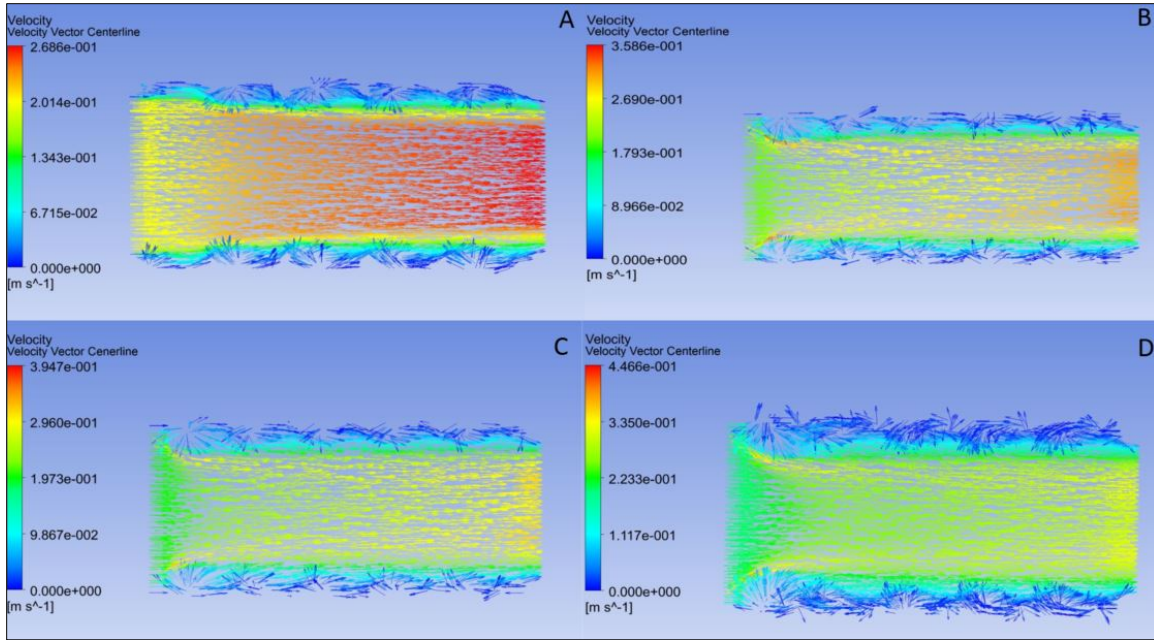 A
Velocity
Velocity Vector Centerline
2.686e-001
2.014e-001
1.343e-001
6.715e-002
0.000e+000
[m s^-1]
B
Velocity
Velocity Vector Centerline
3.586e-001
2.690e-001
1.793e-001
8.966e-002
0.000e+000
[m s^-1]
C
Velocity
Velocity Vector Cenerline
3.947e-001
2.960e-001
1.973e-001
9.867e-002
0.000e+000
[m s^-1]
D
Velocity
Velocity Vector Centerline
4.466e-001
3.350e-001
2.233e-001
1.117e-001
0.000e+000
[m s^-1]